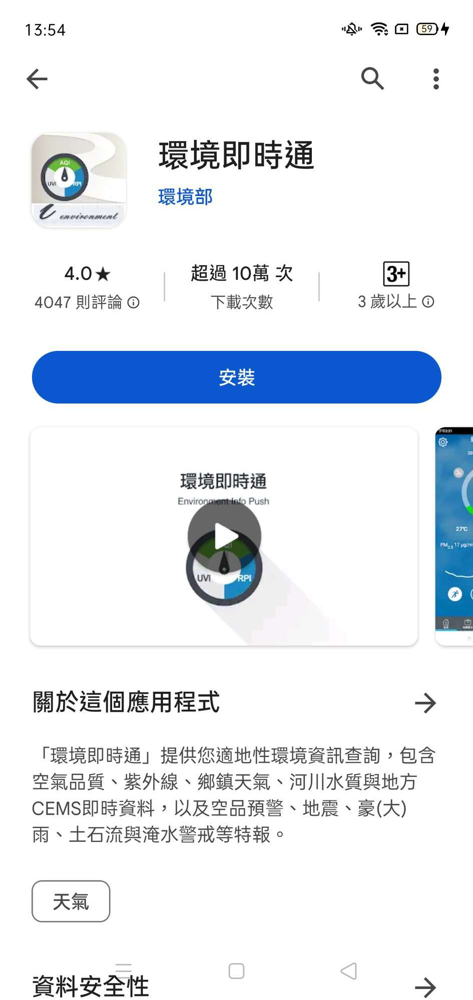 13:54
59
AQI
UVI
RPI
environment
環境即時通
環境部
4.0★
4047 則評論
超過 10萬 次
下載次數
3+
3 歲以上
安裝
環境即時通
Environment Info Push
UVI
RPI
下午2:31
20
27℃
PM2.5 17 μg/m
關於這個應用程式
「環境即時通」提供您適地性環境資訊查詢，包含
空氣品質、紫外線、鄉鎮天氣、河川水質與地方
CEMS即時資料，以及空品預警、地震、豪(大)
雨、土石流與淹水警戒等特報。
天氣
資料安全性